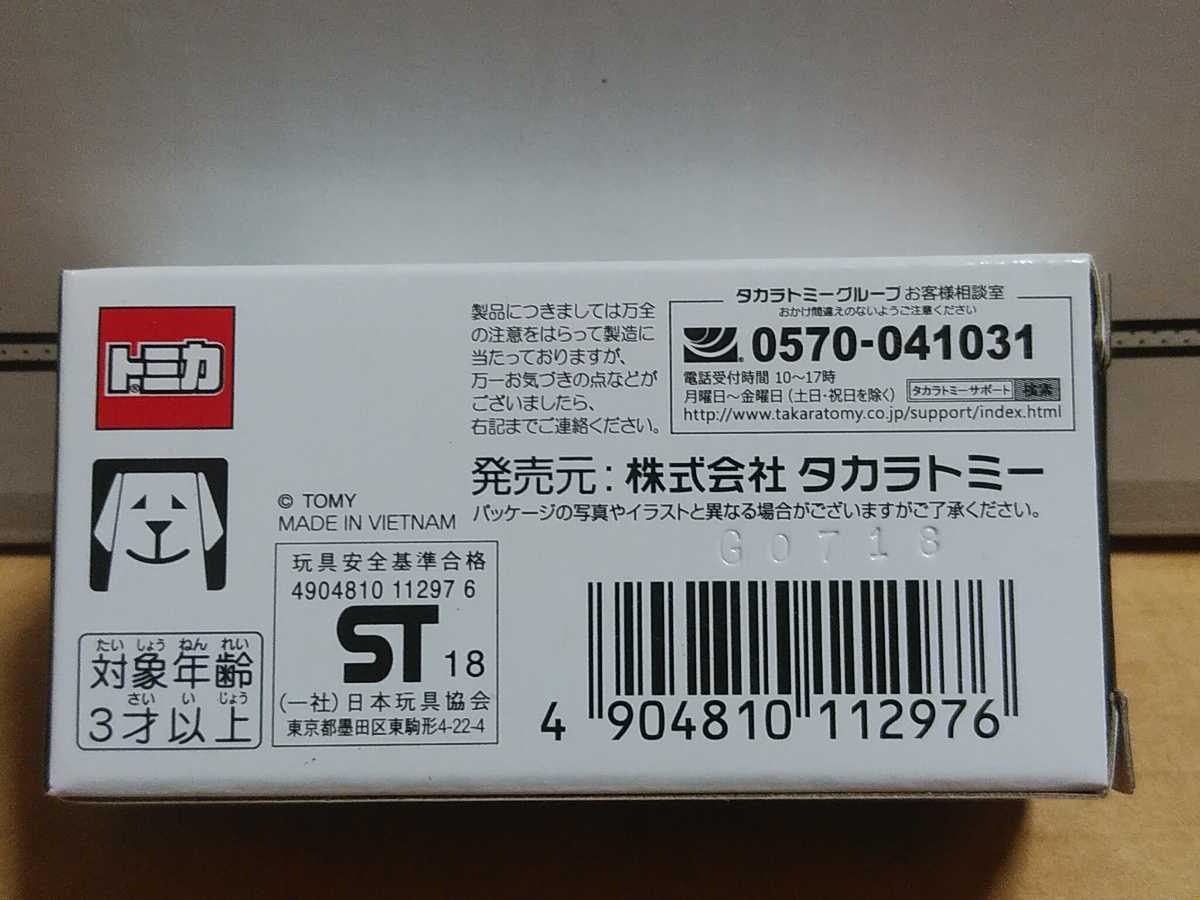 トミカ
®
製品につきましては万全
の注意をはらって製造に
当たっておりますが、
万一お気づきの点などが
ございましたら、
右記までご連絡ください。
タカラトミーグループお客様相談室
おかけ間違えのないようご注意ください
0570-041031
電話受付時間 10〜17時
月曜日〜金曜日(土日・祝日を除く) タカラトミーサポート 検索
http://www.takaratomy.co.jp/support/index.html
発売元:株式会社タカラトミー
パッケージの写真やイラストと異なる場合がございますがご了承ください。
G0718
© TOMY
MADE IN VIETNAM
玩具安全基準合格
4904810 11297 6
ST 18
(一社)日本玩具協会
東京都墨田区東駒形4-22-4
たいしょうねんれい
対象年齢
さい い じょう
3才以上
4 904810 112976